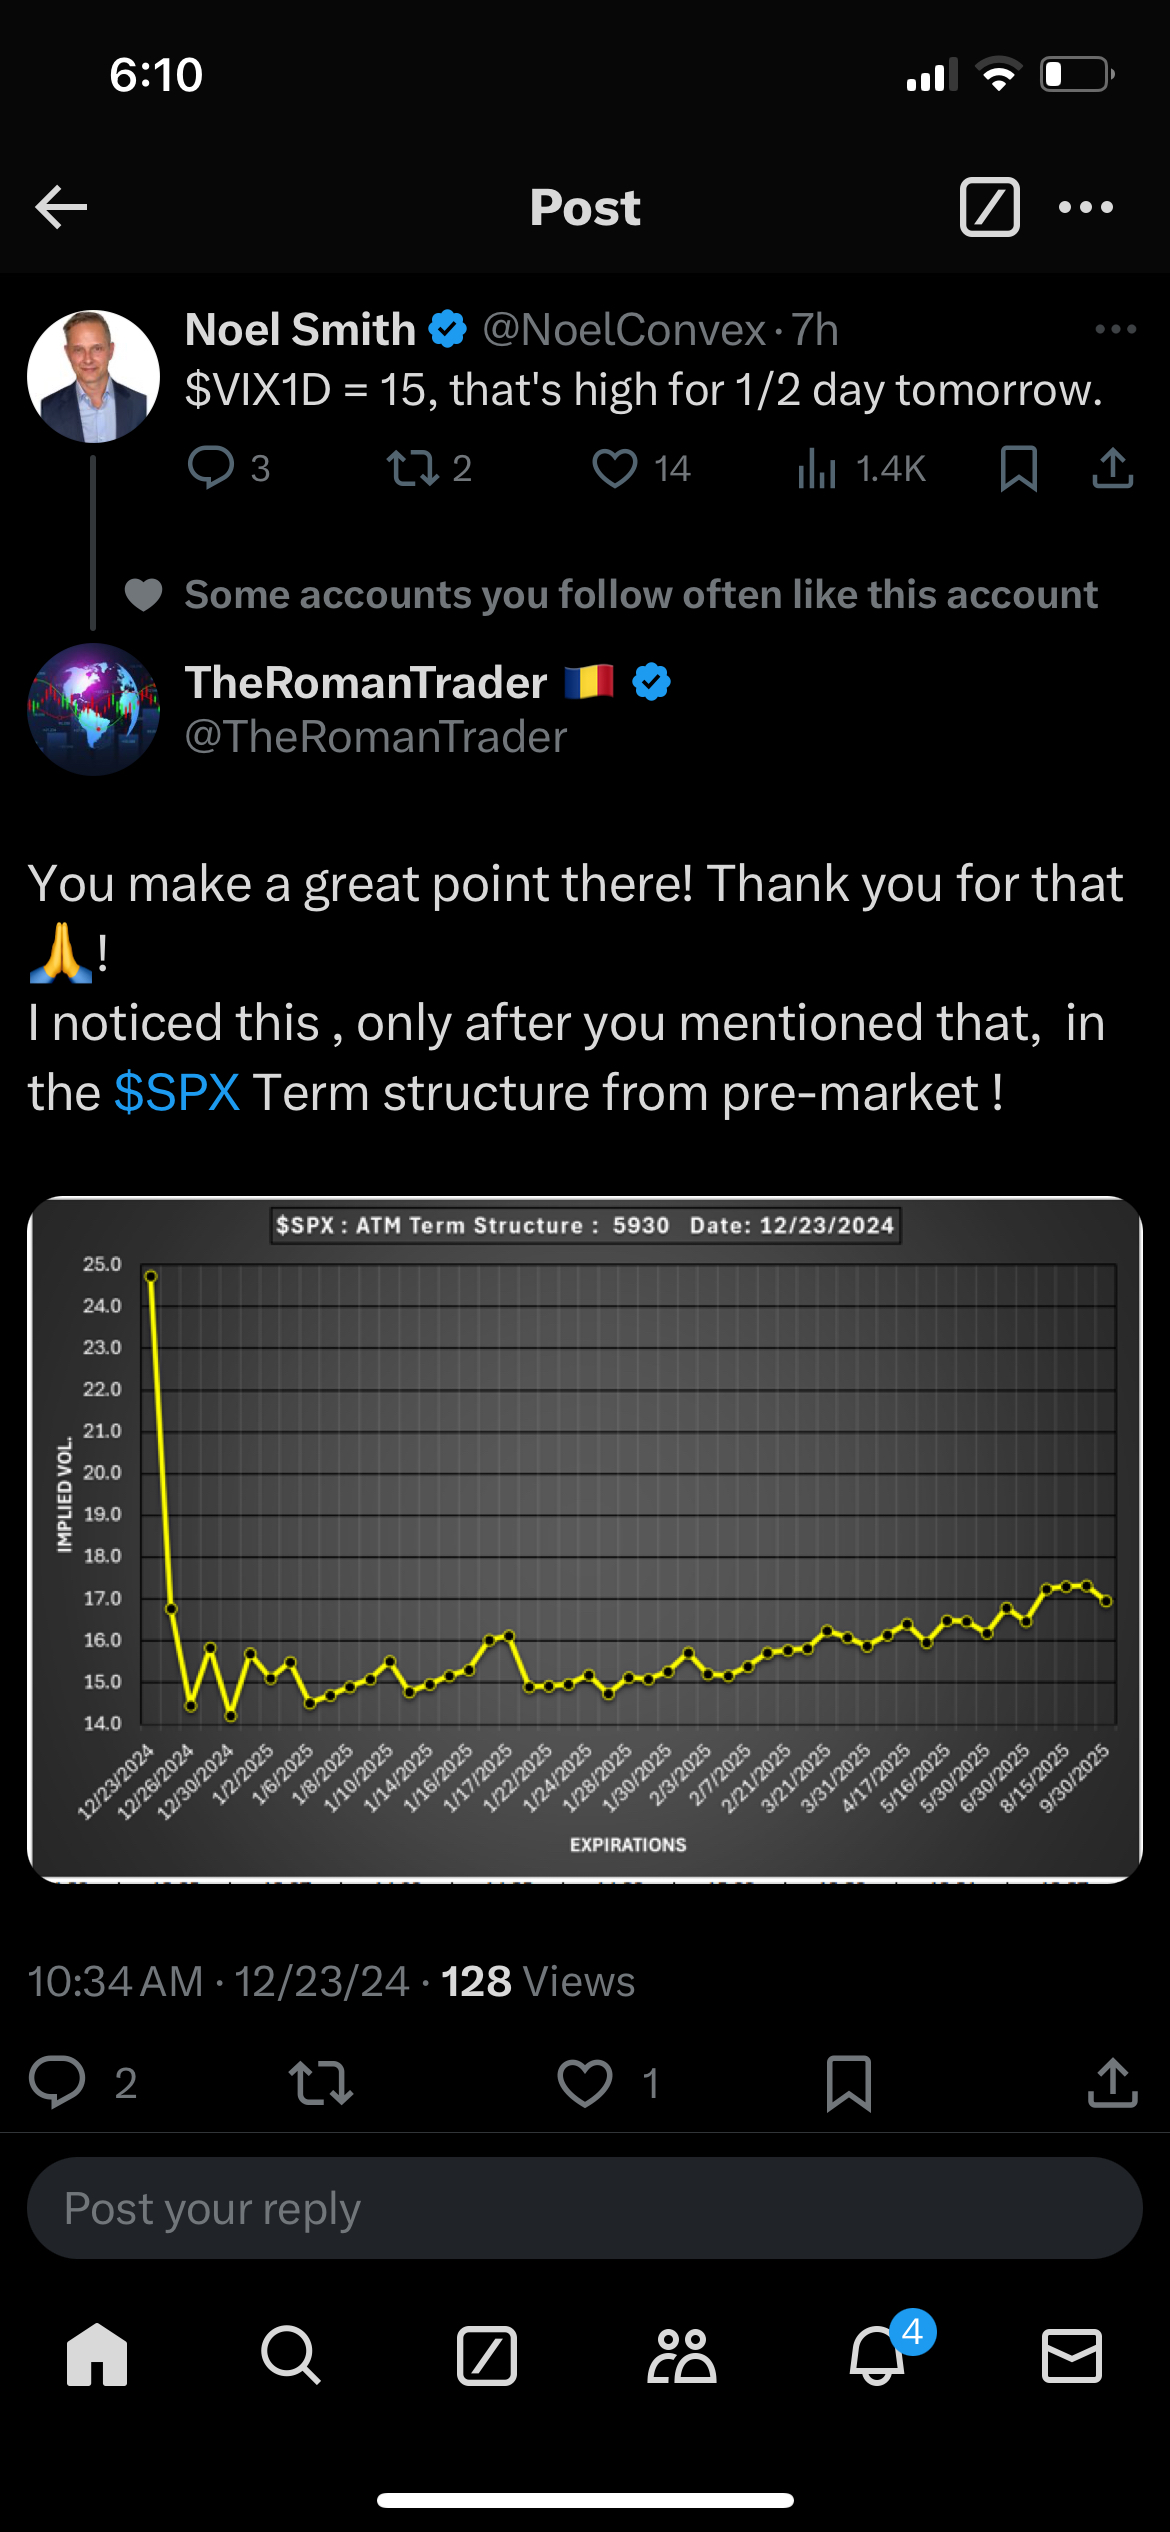 6:10
Post
Noel Smith @NoelConvex · 7h
$VIX1D = 15, that's high for 1/2 day tomorrow.
3 2 14 1.4K
Some accounts you follow often like this account
TheRomanTrader 🇷🇴
@TheRomanTrader
You make a great point there! Thank you for that
🙏!
I noticed this , only after you mentioned that,  in
the $SPX Term structure from pre-market !
$SPX : ATM Term Structure :  5930   Date: 12/23/2024
25.0
24.0
23.0
22.0
21.0
20.0
19.0
18.0
17.0
16.0
15.0
14.0
IMPLIED VOL.
12/23/2024
12/26/2024
12/30/2024
1/2/2025
1/6/2025
1/8/2025
1/10/2025
1/14/2025
1/16/2025
1/17/2025
1/22/2025
1/24/2025
1/28/2025
1/30/2025
2/3/2025
2/7/2025
2/21/2025
3/21/2025
3/31/2025
4/17/2025
5/16/2025
5/30/2025
6/30/2025
8/15/2025
9/30/2025
EXPIRATIONS
10:34 AM · 12/23/24 · 128 Views
2 1
Post your reply
4